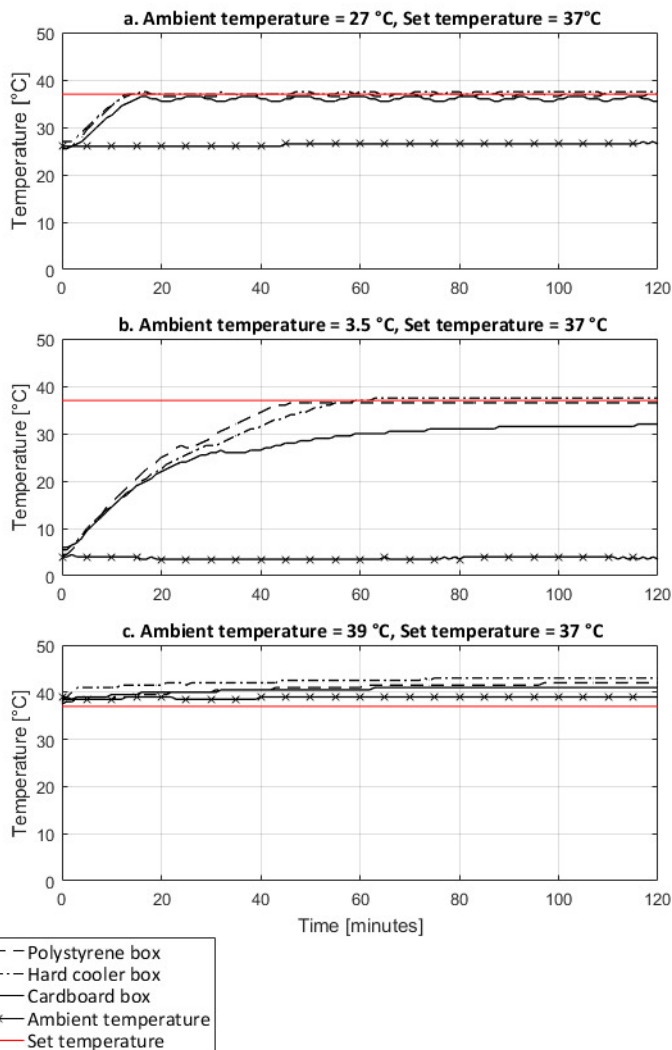 a. Ambient temperature = 27 °C, Set temperature = 37°C
50
40
30
20
10
0
Temperature [°C]
0 20 40 60 80 100 120
b. Ambient temperature = 3.5 °C, Set temperature = 37 °C
50
40
30
20
10
0
Temperature [°C]
0 20 40 60 80 100 120
c. Ambient temperature = 39 °C, Set temperature = 37 °C
50
40
30
20
10
0
Temperature [°C]
0 20 40 60 80 100 120
Time [minutes]
Polystyrene box
Hard cooler box
Cardboard box
Ambient temperature
Set temperature